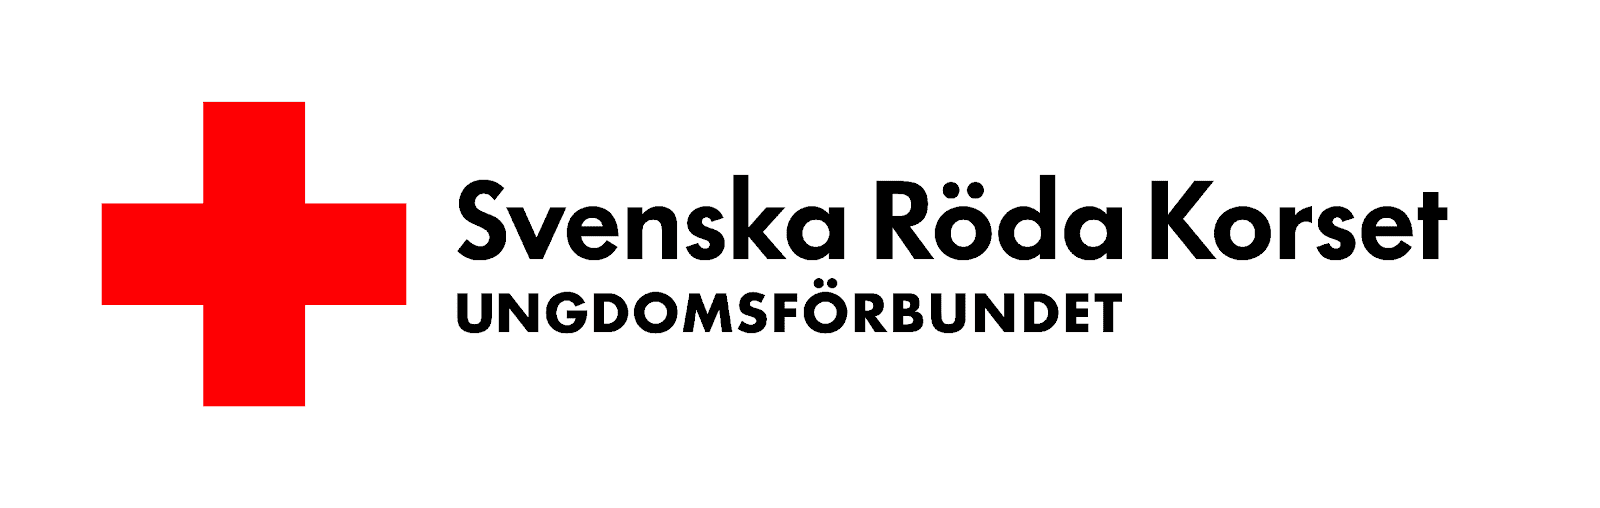 Svenska Röda Korset
UNGDOMSFÖRBUNDET